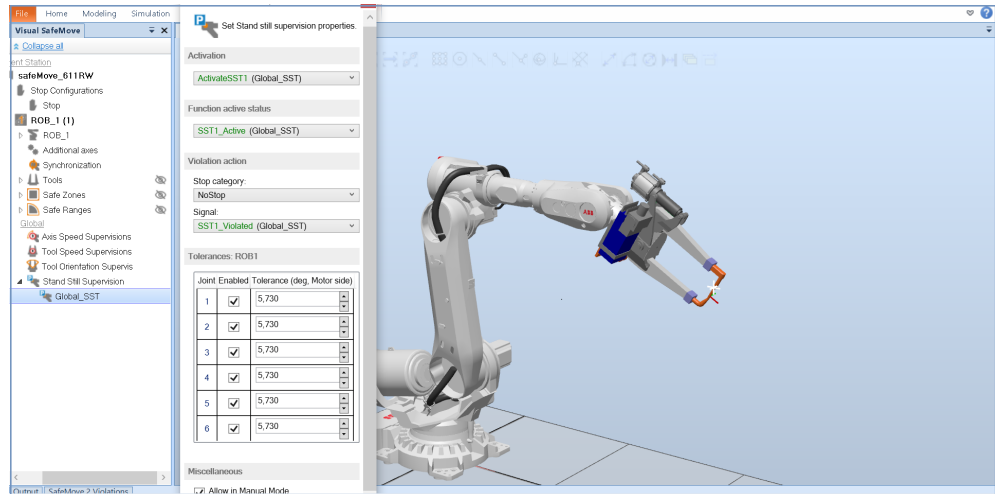 File Home Modeling Simulation
Visual SafeMove
Collapse all
ent Station
safeMove_611RW
Stop Configurations
Stop
ROB_1 (1)
ROB_1
Additional axes
Synchronization
Tools
Safe Zones
Safe Ranges
Global
Axis Speed Supervisions
Tool Speed Supervisions
Tool Orientation Supervis
Stand Still Supervision
Global_SST
Output SafeMove 2 Violations
Set Stand still supervision properties.
Activation
ActivateSST1 (Global_SST)
Function active status
SST1_Active (Global_SST)
Violation action
Stop category:
NoStop
Signal:
SST1_Violated (Global_SST)
Tolerances: ROB1
Joint Enabled Tolerance (deg, Motor side)
1 5,730
2 5,730
3 5,730
4 5,730
5 5,730
6 5,730
Miscellaneous
Allow in Manual Mode
ABB
?